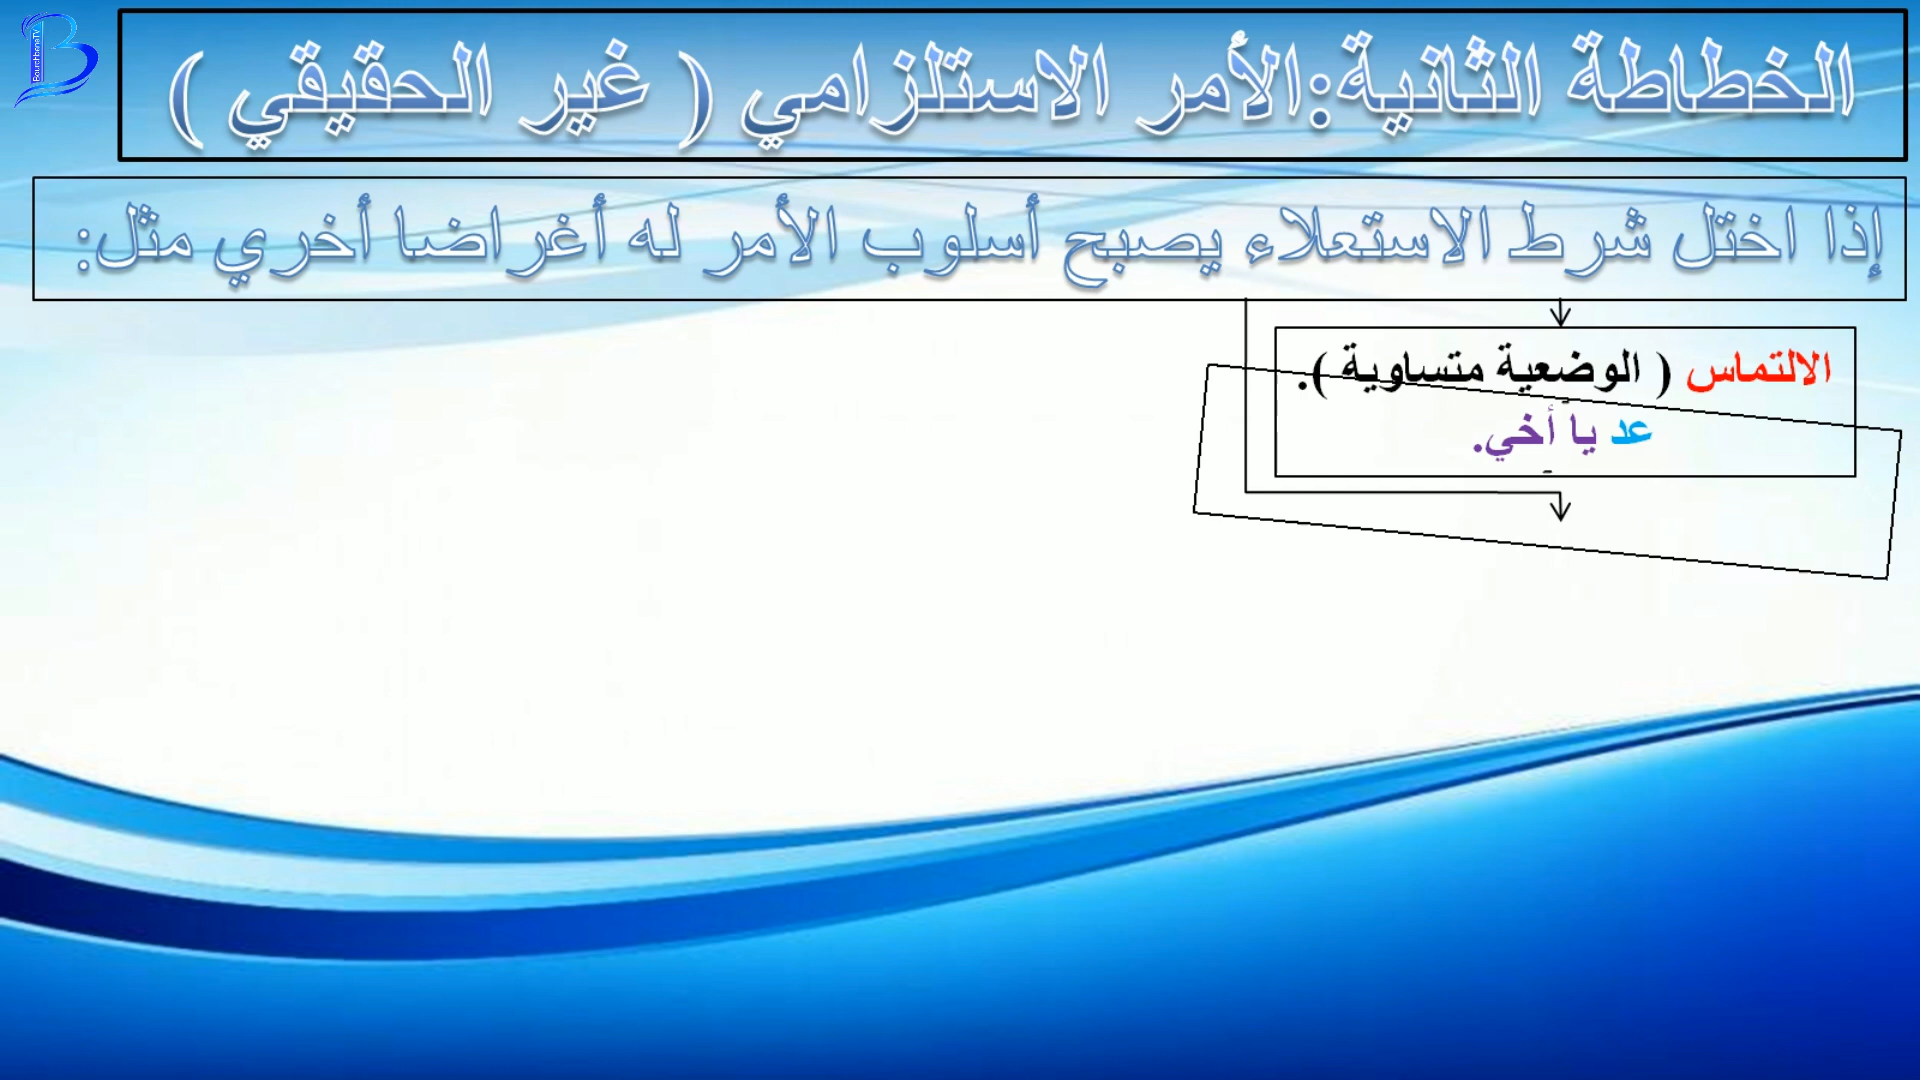 الخطاطة الثانية:الأمر الاستلزامي ( غير الحقيقي )
إذا اختل شرط الاستعلاء يصبح أسلوب الأمر له أغراضا أخري مثل:
الالتماس ( الوضعية متساوية ).
عد يا أخي.
BourchheneTV